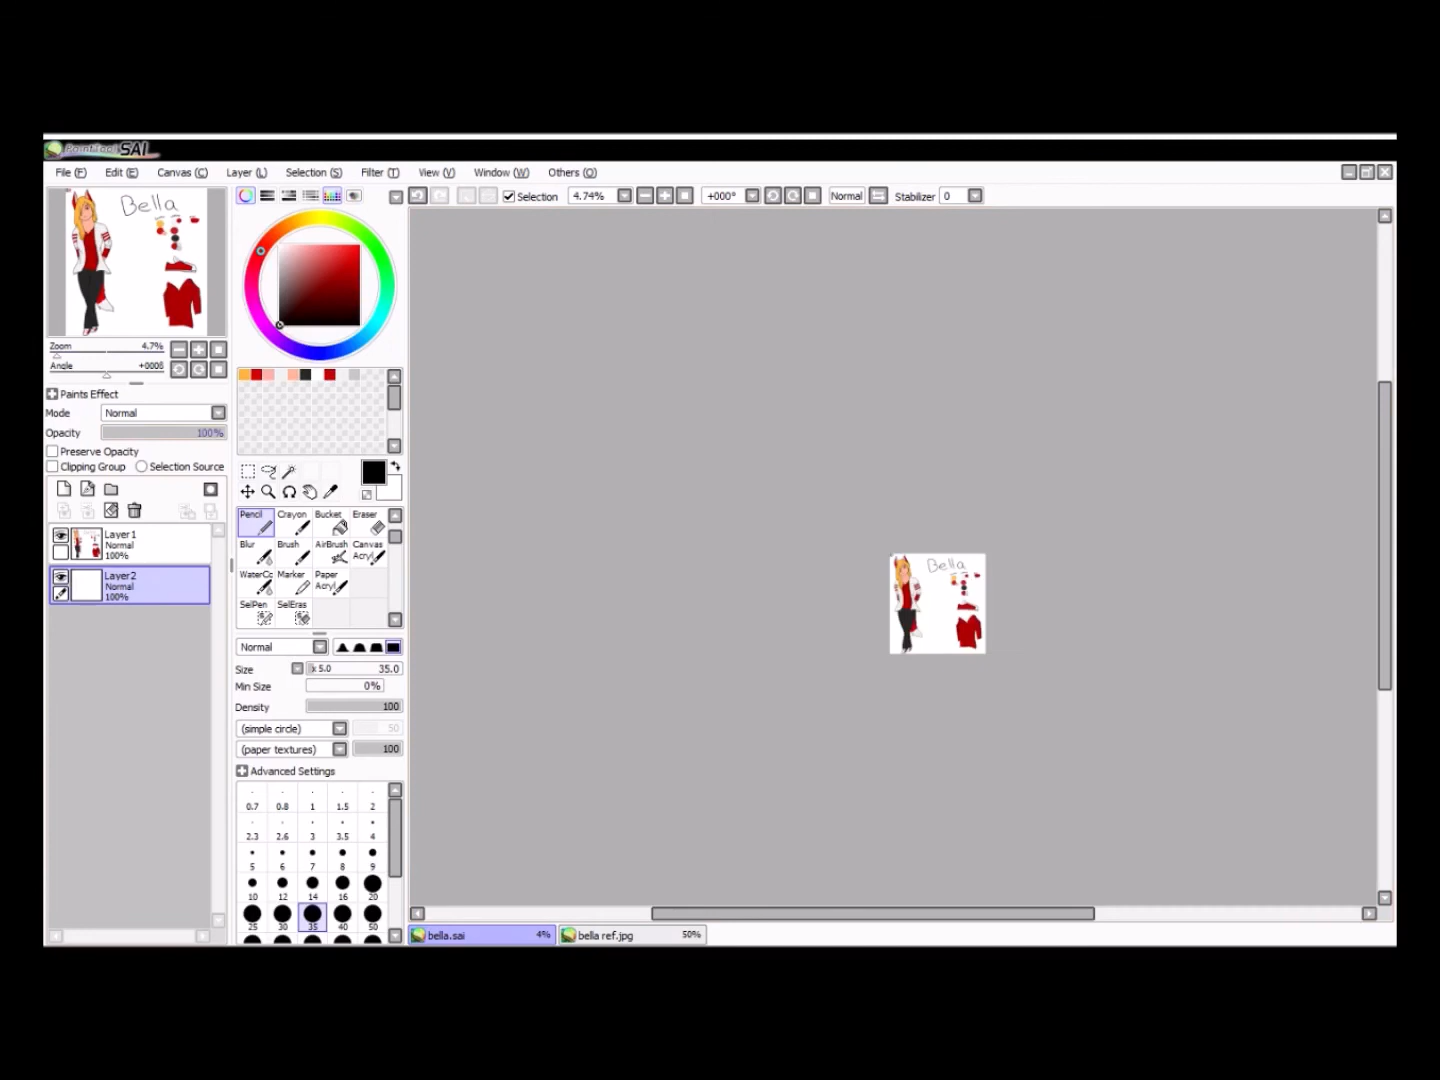 PaintTool SAI
File (F) Edit (E) Canvas (C) Layer (L) Selection (S) Filter (T) View (V) Window (W) Others (O)
Selection 4.74% +000° Normal Stabilizer 0
Bella
Zoom 4.7%
Angle +000ß
Paints Effect
Mode Normal
Opacity 100%
Preserve Opacity
Clipping Group Selection Source
Layer1
Normal
100%
Layer2
Normal
100%
Pencil Crayon Bucket Eraser
Blur Brush AirBrush Canvas Acryl
WaterCo Marker Paper Acryl
SelPen SelEras
Normal
Size x 5.0 35.0
Min Size 0%
Density 100
(simple circle) 50
(paper textures) 100
Advanced Settings
0.7 0.8 1 1.5 2
2.3 2.6 3 3.5 4
5 6 7 8 9
10 12 14 16 20
25 30 35 40 50
Bella
bella.sai 4% bella ref.jpg 50%